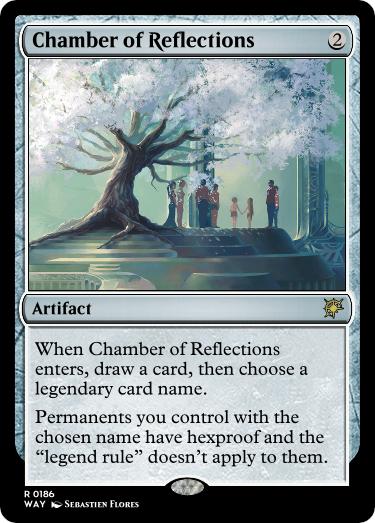 Chamber of Reflections 2
Artifact
When Chamber of Reflections
enters, draw a card, then choose a
legendary card name.
Permanents you control with the
chosen name have hexproof and the
“legend rule” doesn’t apply to them.
R 0186
WAY Sebastien Flores